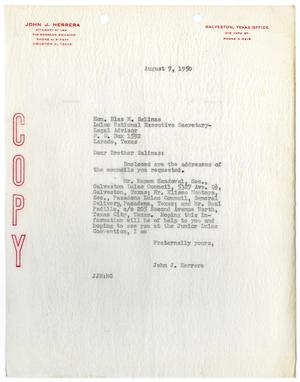 JOHN J. HERRERA
ATTORNEY AT LAW
HOUSTON 2, TEXAS
GALVESTON, TEXAS OFFICE
August 7, 1950
Hon. Elas M. Salinas
Lulac National Executive Secretary-
Legal Advisor
P. O. Box 1592
Laredo, Texas
Dear Brother Salinas:
Enclosed are the addresses of
the councils you requested.
Mr. Ramon Sandoval, Sec.,
Galveston Lulac Council, 5327 Ave.
Galveston, Texas; Mr. Eliseo Montoya,
Sec., Pasadena Lulac Council, General
Delivery, Pasadena, Texas; and Mr. Raul
Padilla, c/o 205 Second Avenue North,
Texas City, Texas. Hoping this in-
formation will be of help to you and
hoping to see you at the Junior Lulac
Convention, I am
Fraternally yours,
John J. Herrera
JJH:MG
COPY